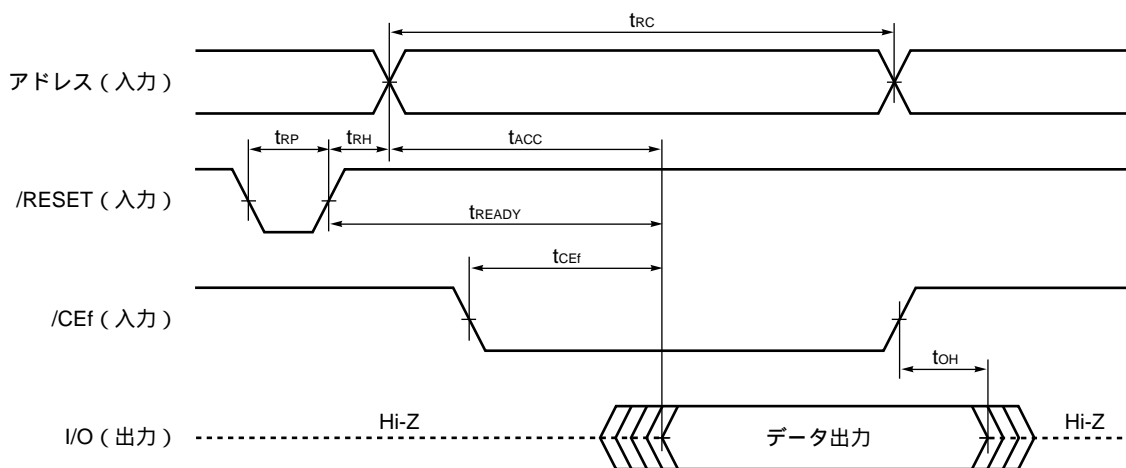 tRC
アドレス（入力）
tRP
tRH
tACC
/RESET（入力）
tREADY
tCEf
/CEf（入力）
tOH
Hi-Z
Hi-Z
I/O（出力）
データ出力